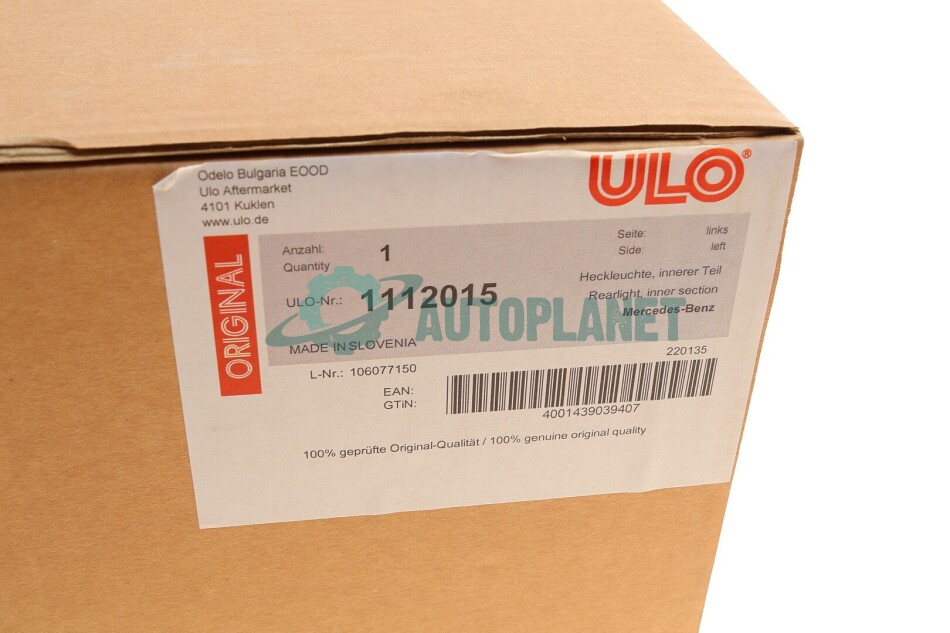 Odelo Bulgaria EOOD
Ulo Aftermarket
4101 Kuklen
www.ulo.de
ULO®
ORIGINAL
Anzahl: 1
Quantity
Seite: links
Side: left
Heckleuchte, innerer Teil
ULO-Nr.: 1112015
Rearlight, inner section
Mercedes-Benz
AUTOPLANET
MADE IN SLOVENIA
220135
L-Nr.: 106077150
EAN:
GTiN:
4001439039407
100% geprüfte Original-Qualität / 100% genuine original quality